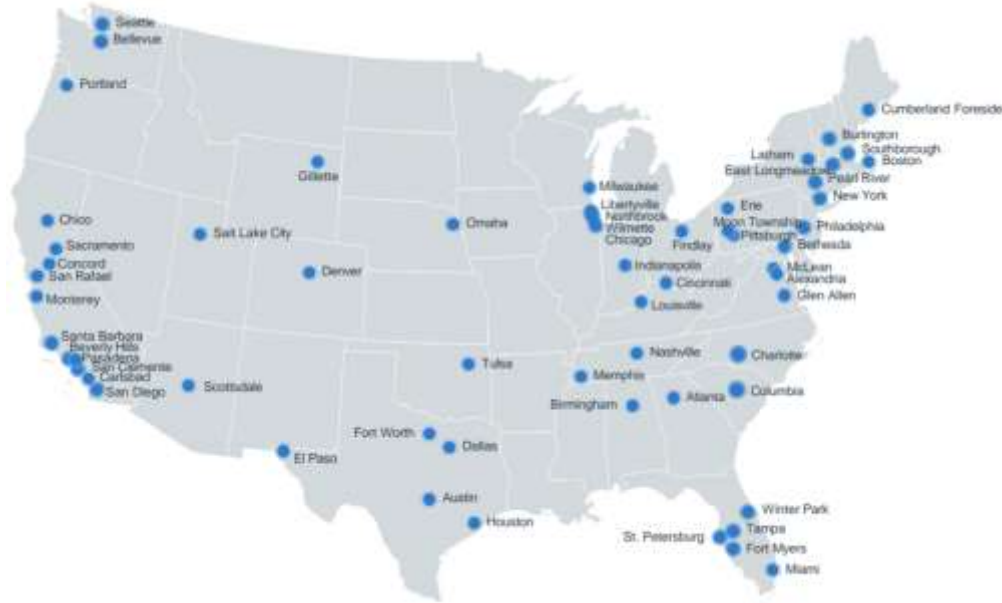 Seattle
Bellevue
Portland
Cumberland Foreside
Burlington
Southborough
Latham
Boston
East Longmeadow
Pearl River
Gillette
Milwaukee
New York
Libertyville
Erie
Chico
Northbrook
Moon Township
Omaha
Wilmette
Philadelphia
Salt Lake City
Pittsburgh
Chicago
Findlay
Bethesda
Sacramento
Concord
Indianapolis
McLean
San Rafael
Denver
Alexandria
Cincinnati
Monterey
Glen Allen
Louisville
Santa Barbara
Beverly Hills
Nashville
Charlotte
Pasadena
San Clemente
Tulsa
Carlsbad
Memphis
Scottsdale
San Diego
Columbia
Atlanta
Birmingham
Fort Worth
Dallas
El Paso
Austin
Winter Park
Houston
Tampa
St. Petersburg
Fort Myers
Miami